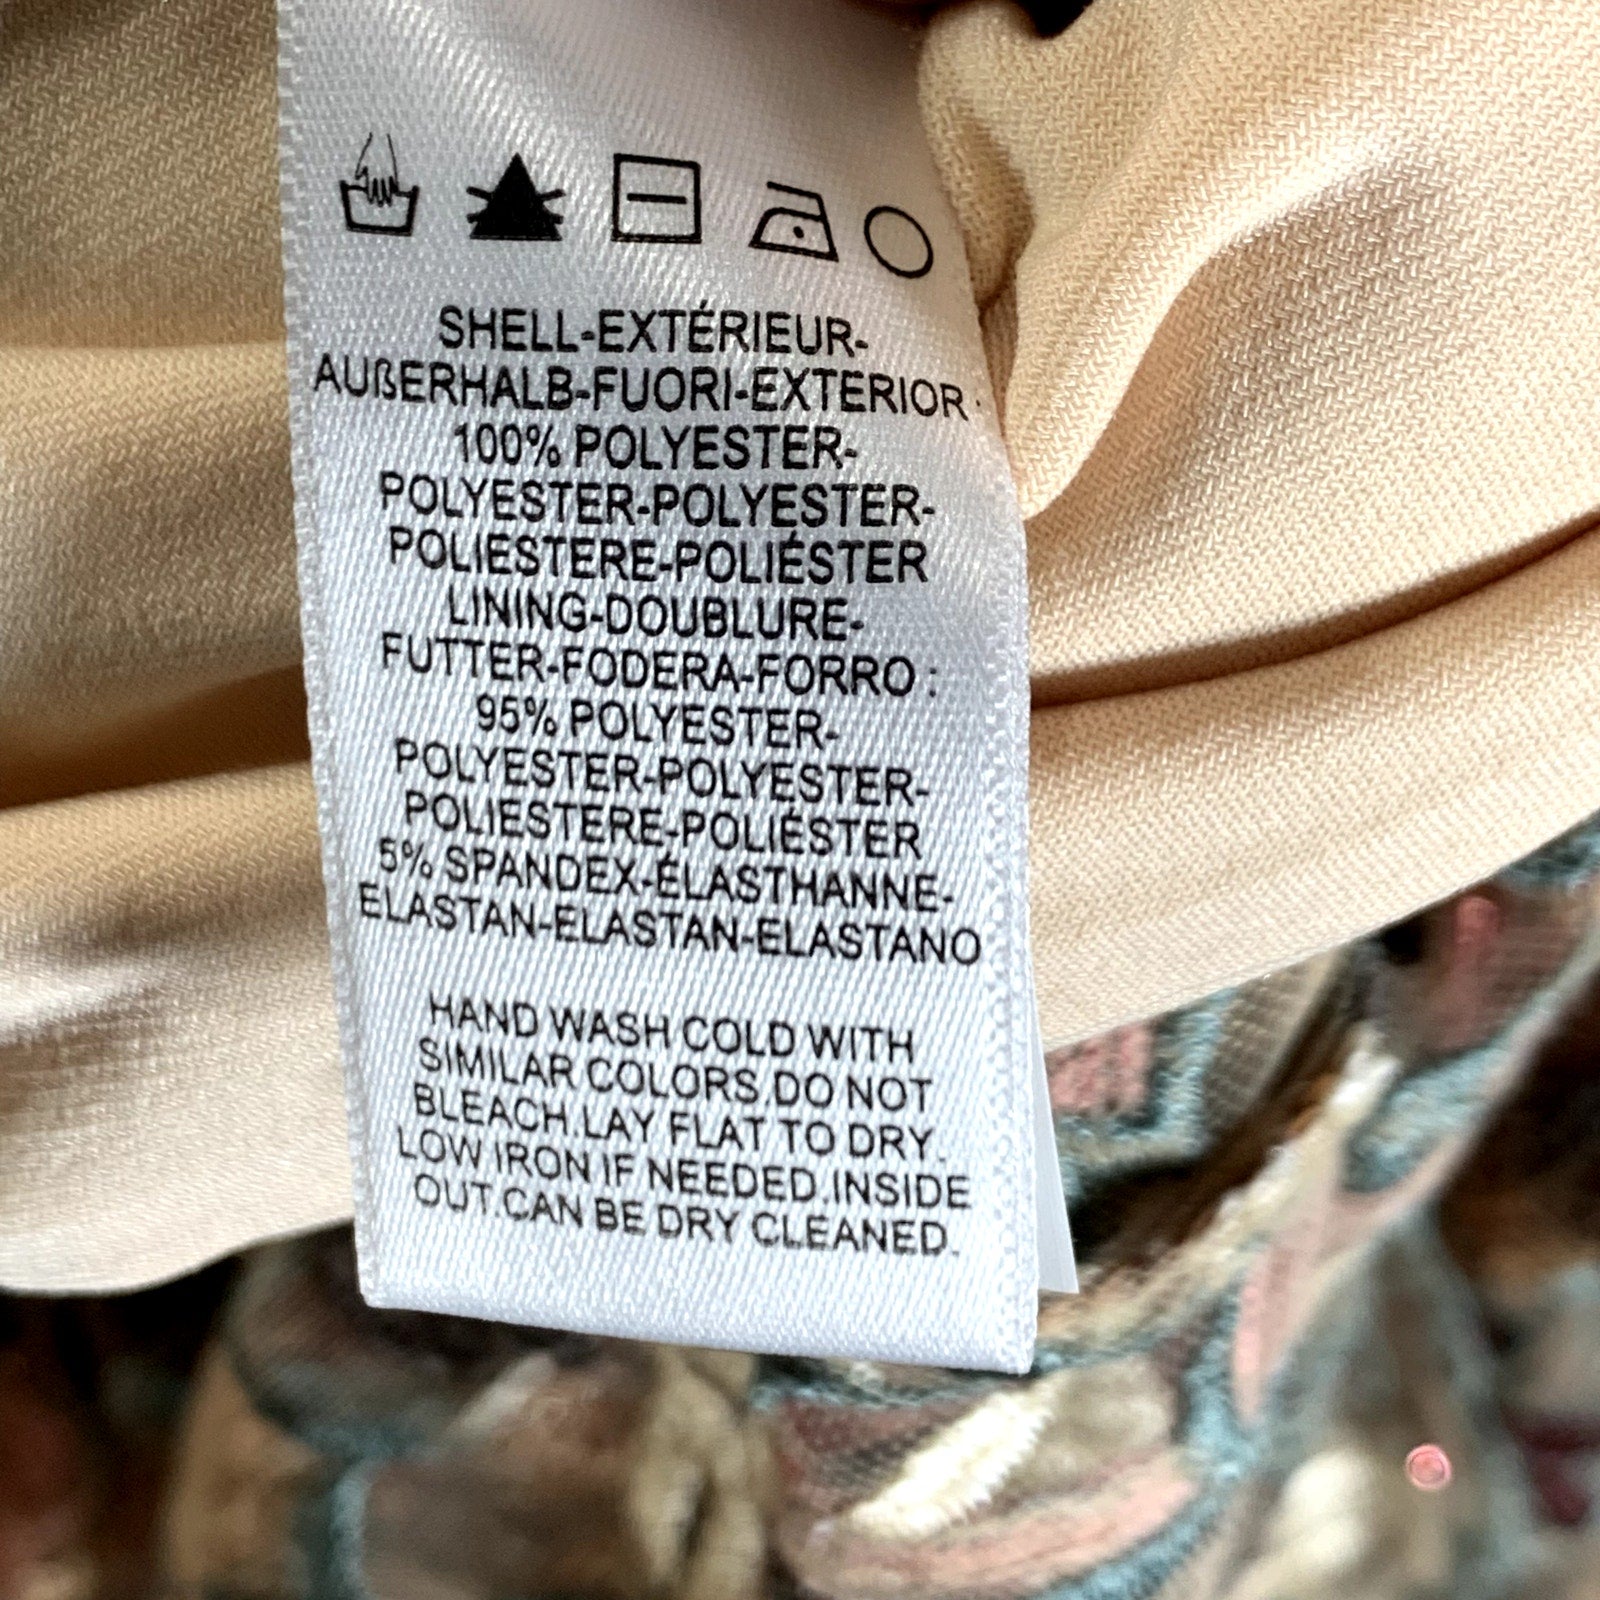 SHELL-EXTÉRIEUR-
AUßERHALB-FUORI-EXTERIOR :
100% POLYESTER-
POLYESTER-POLYESTER-
POLIESTERE-POLIÉSTER
LINING-DOUBLURE-
FUTTER-FODERA-FORRO :
95% POLYESTER-
POLYESTER-POLYESTER-
POLIESTERE-POLIÉSTER
5% SPANDEX-ÉLASTHANNE-
ELASTAN-ELASTAN-ELASTANO
HAND WASH COLD WITH
SIMILAR COLORS.DO NOT
BLEACH.LAY FLAT TO DRY.
LOW IRON IF NEEDED.INSIDE
OUT.CAN BE DRY CLEANED.